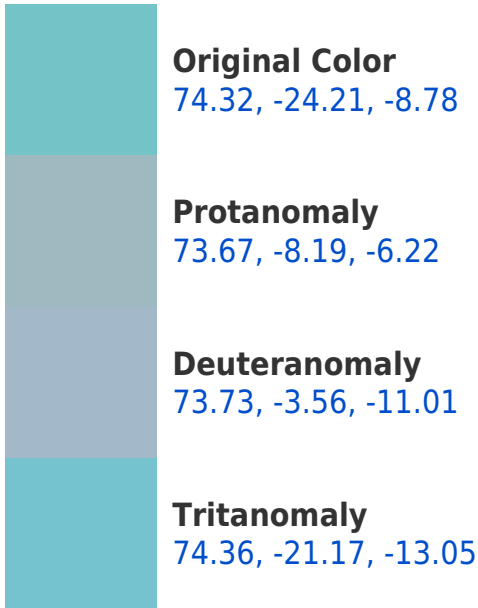 Original Color
74.32, -24.21, -8.78
Protanomaly
73.67, -8.19, -6.22
Deuteranomaly
73.73, -3.56, -11.01
Tritanomaly
74.36, -21.17, -13.05